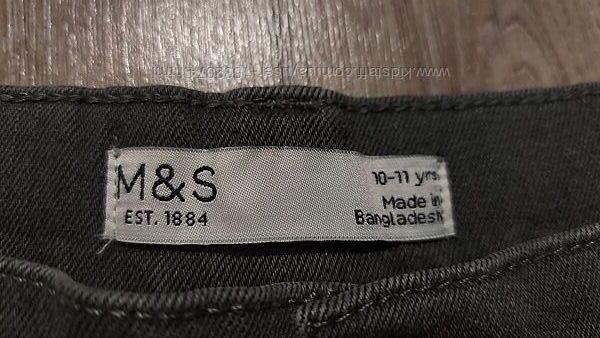 M&S
EST. 1884
10-11 yrs
Made in
Bangladesh